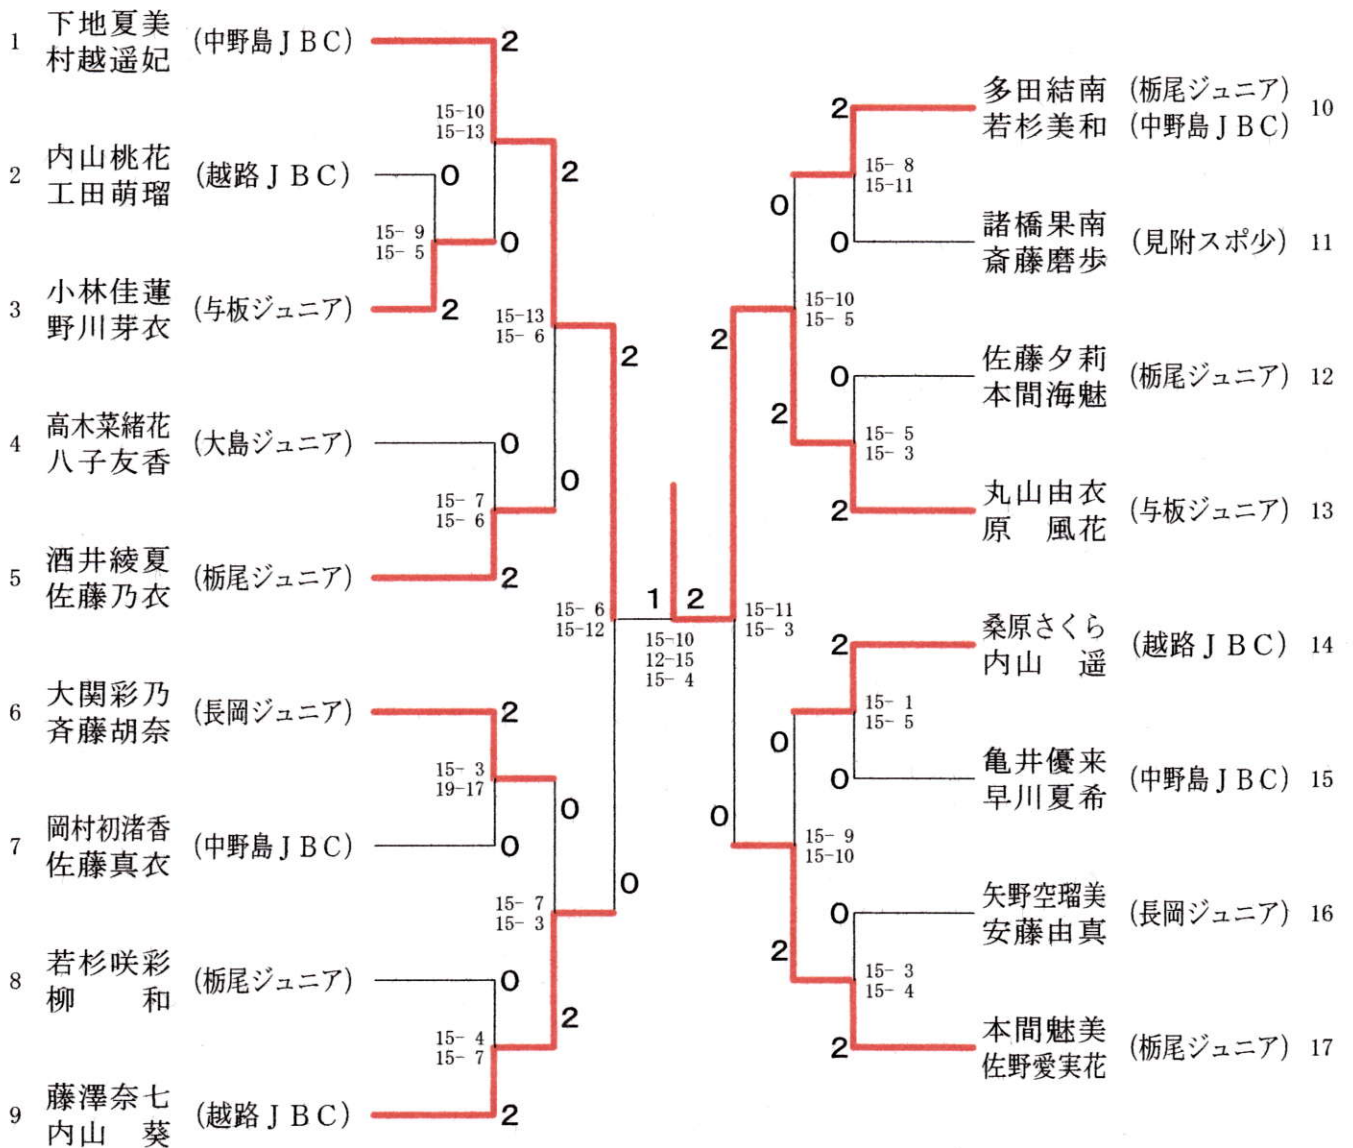 1 下地夏美 (中野島ＪＢＣ) 2
村越遥妃
15-10
15-13
2 内山桃花 (越路ＪＢＣ) 0
工田萌瑠
2
15- 9
15- 5
0
3 小林佳蓮 (与板ジュニア) 2
野川芽衣
15-13
15- 6
2
4 高木菜緒花 (大島ジュニア) 0
八子友香
0
15- 7
15- 6
5 酒井綾夏 (栃尾ジュニア) 2
佐藤乃衣
15- 6
15-12
6 大関彩乃 (長岡ジュニア) 2
斉藤胡奈
15- 3
19-17
0
7 岡村初渚香 (中野島ＪＢＣ) 0
佐藤真衣
0
15- 7
15- 3
8 若杉咲彩 (栃尾ジュニア) 0
柳　和
2
15- 4
15- 7
9 藤澤奈七 (越路ＪＢＣ) 2
内山　葵
1 2
15-10
12-15
15- 4
2 多田結南 (栃尾ジュニア) 10
若杉美和 (中野島ＪＢＣ)
15- 8
15-11
0
0 諸橋果南 (見附スポ少) 11
斎藤磨歩
15-10
15- 5
2
0 佐藤夕莉 (栃尾ジュニア) 12
本間海魅
2
15- 5
15- 3
2 丸山由衣 (与板ジュニア) 13
原　風花
15-11
15- 3
2 桑原さくら (越路ＪＢＣ) 14
内山　遥
15- 1
15- 5
0
0 亀井優来 (中野島ＪＢＣ) 15
早川夏希
0
15- 9
15-10
0 矢野空瑠美 (長岡ジュニア) 16
安藤由真
2
15- 3
15- 4
2 本間魅美 (栃尾ジュニア) 17
佐野愛実花